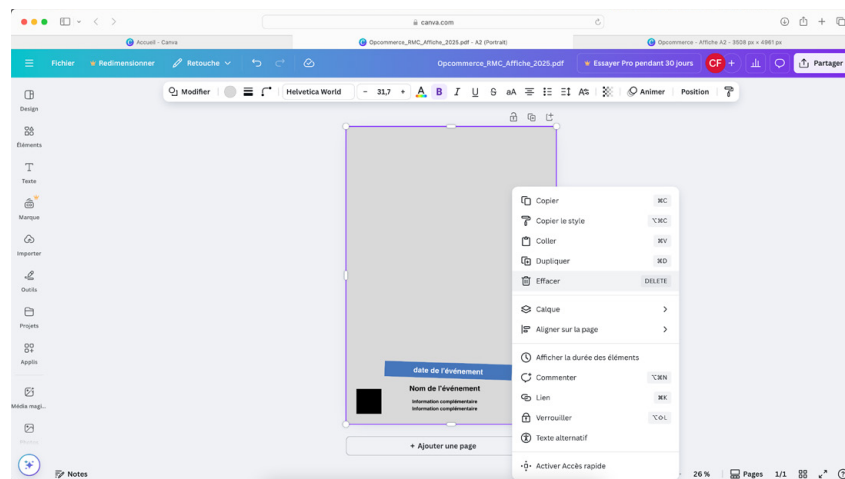 canva.com
Accueil - Canva
Opcommerce_RMC_Affiche_2025.pdf - A2 (Portrait)
Opcommerce - Affiche A2 - 3508 px × 4961 px
Fichier
Redimensionner
Retouche
Opcommerce_RMC_Affiche_2025.pdf
Essayer Pro pendant 30 jours
CF
+
Partager
Modifier
Helvetica World
- 31,7 +
A
B
I
U
S
aA
Animer
Position
Design
Éléments
Texte
Marque
Importer
Outils
Projets
Applis
Média magi...
Photos
Copier ⌘C
Copier le style ⌥⌘C
Coller ⌘V
Dupliquer ⌘D
Effacer DELETE
Calque
Aligner sur la page
Afficher la durée des éléments
Commenter ⌥⌘N
Lien ⌘K
Verrouiller ⌥⇧L
Texte alternatif
Activer Accès rapide
date de l'événement
Nom de l'événement
Information complémentaire
Information complémentaire
+ Ajouter une page
Notes
26 %
Pages
1/1